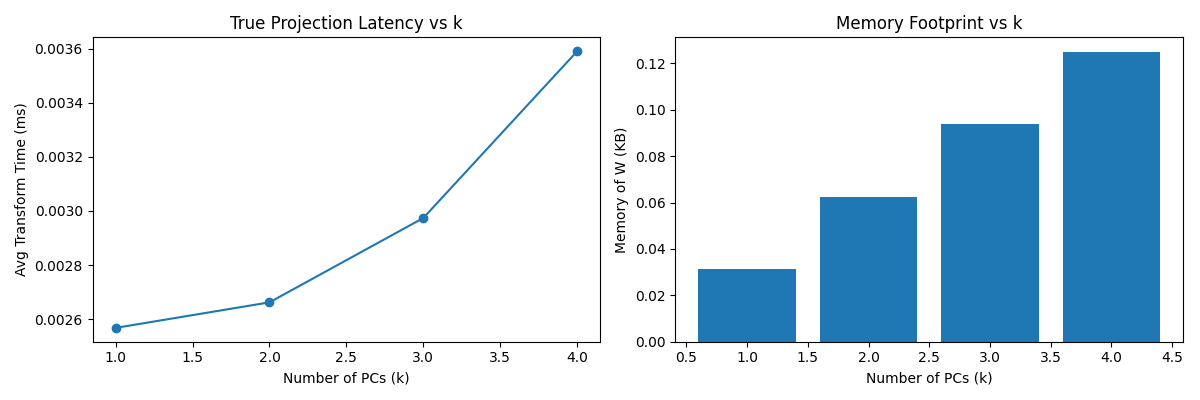 True Projection Latency vs k
Avg Transform Time (ms)
0.0036
0.0034
0.0032
0.0030
0.0028
0.0026
1.0 1.5 2.0 2.5 3.0 3.5 4.0
Number of PCs (k)
Memory Footprint vs k
Memory of W (KB)
0.12
0.10
0.08
0.06
0.04
0.02
0.00
0.5 1.0 1.5 2.0 2.5 3.0 3.5 4.0 4.5
Number of PCs (k)